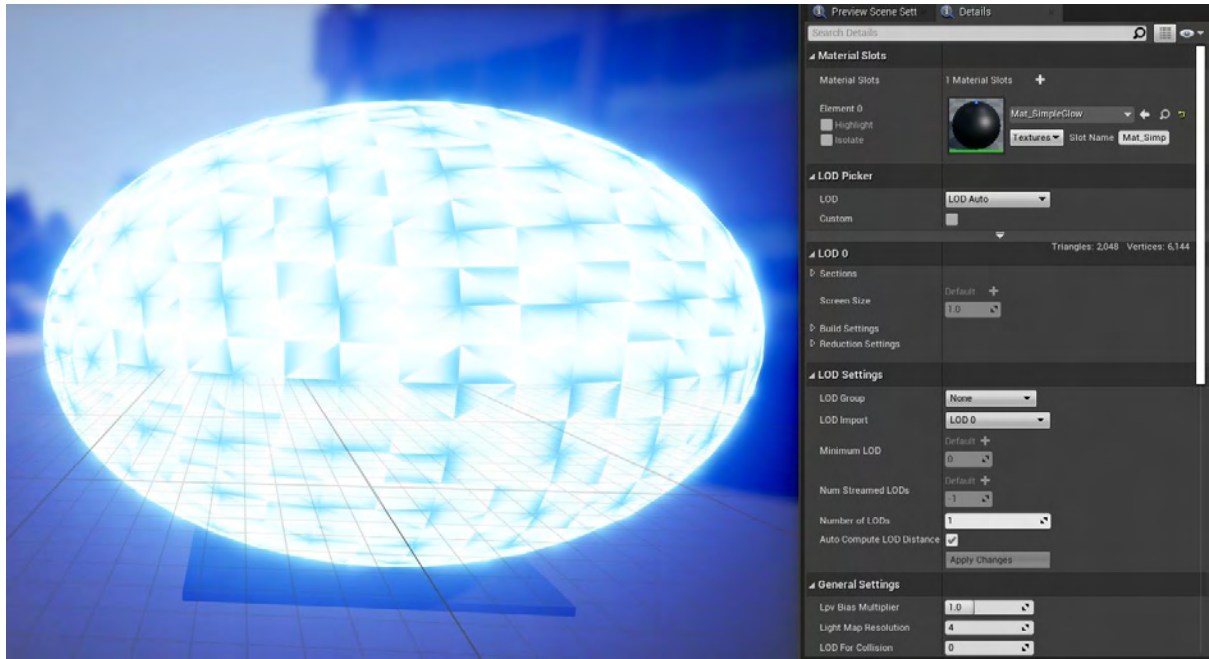 Preview Scene Sett Details
Search Details
Material Slots
Material Slots 1 Material Slots
Element 0
Highlight
Isolate
Mat_SimpleGlow
Textures Slot Name Mat_Simp
LOD Picker
LOD LOD Auto
Custom
Triangles: 2,048 Vertices: 6,144
LOD 0
Sections
Screen Size Default
1.0
Build Settings
Reduction Settings
LOD Settings
LOD Group None
LOD Import LOD 0
Minimum LOD Default
0
Num Streamed LODs Default
-1
Number of LODs 1
Auto Compute LOD Distance
Apply Changes
General Settings
Lpv Bias Multiplier 1.0
Light Map Resolution 4
LOD For Collision 0